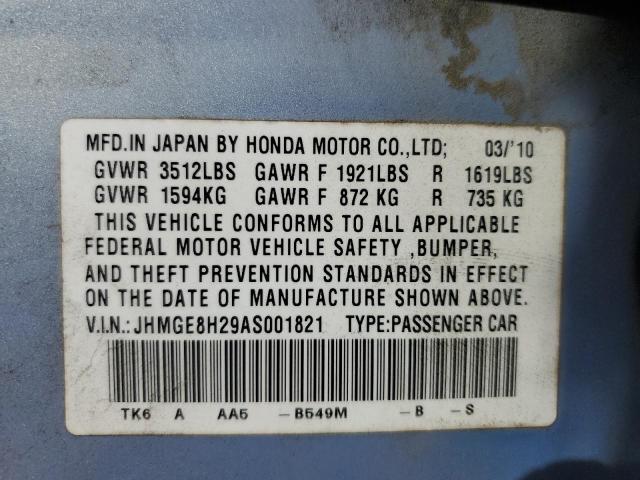 MFD.IN JAPAN BY HONDA MOTOR CO.,LTD; 03/'10
GVWR 3512LBS GAWR F 1921LBS R 1619LBS
GVWR 1594KG GAWR F 872 KG R 735 KG
THIS VEHICLE CONFORMS TO ALL APPLICABLE
FEDERAL MOTOR VEHICLE SAFETY ,BUMPER,
AND THEFT PREVENTION STANDARDS IN EFFECT
ON THE DATE OF MANUFACTURE SHOWN ABOVE.
V.I.N.:JHMGE8H29AS001821 TYPE:PASSENGER CAR
TK6 A AA5 -B549M -B -S